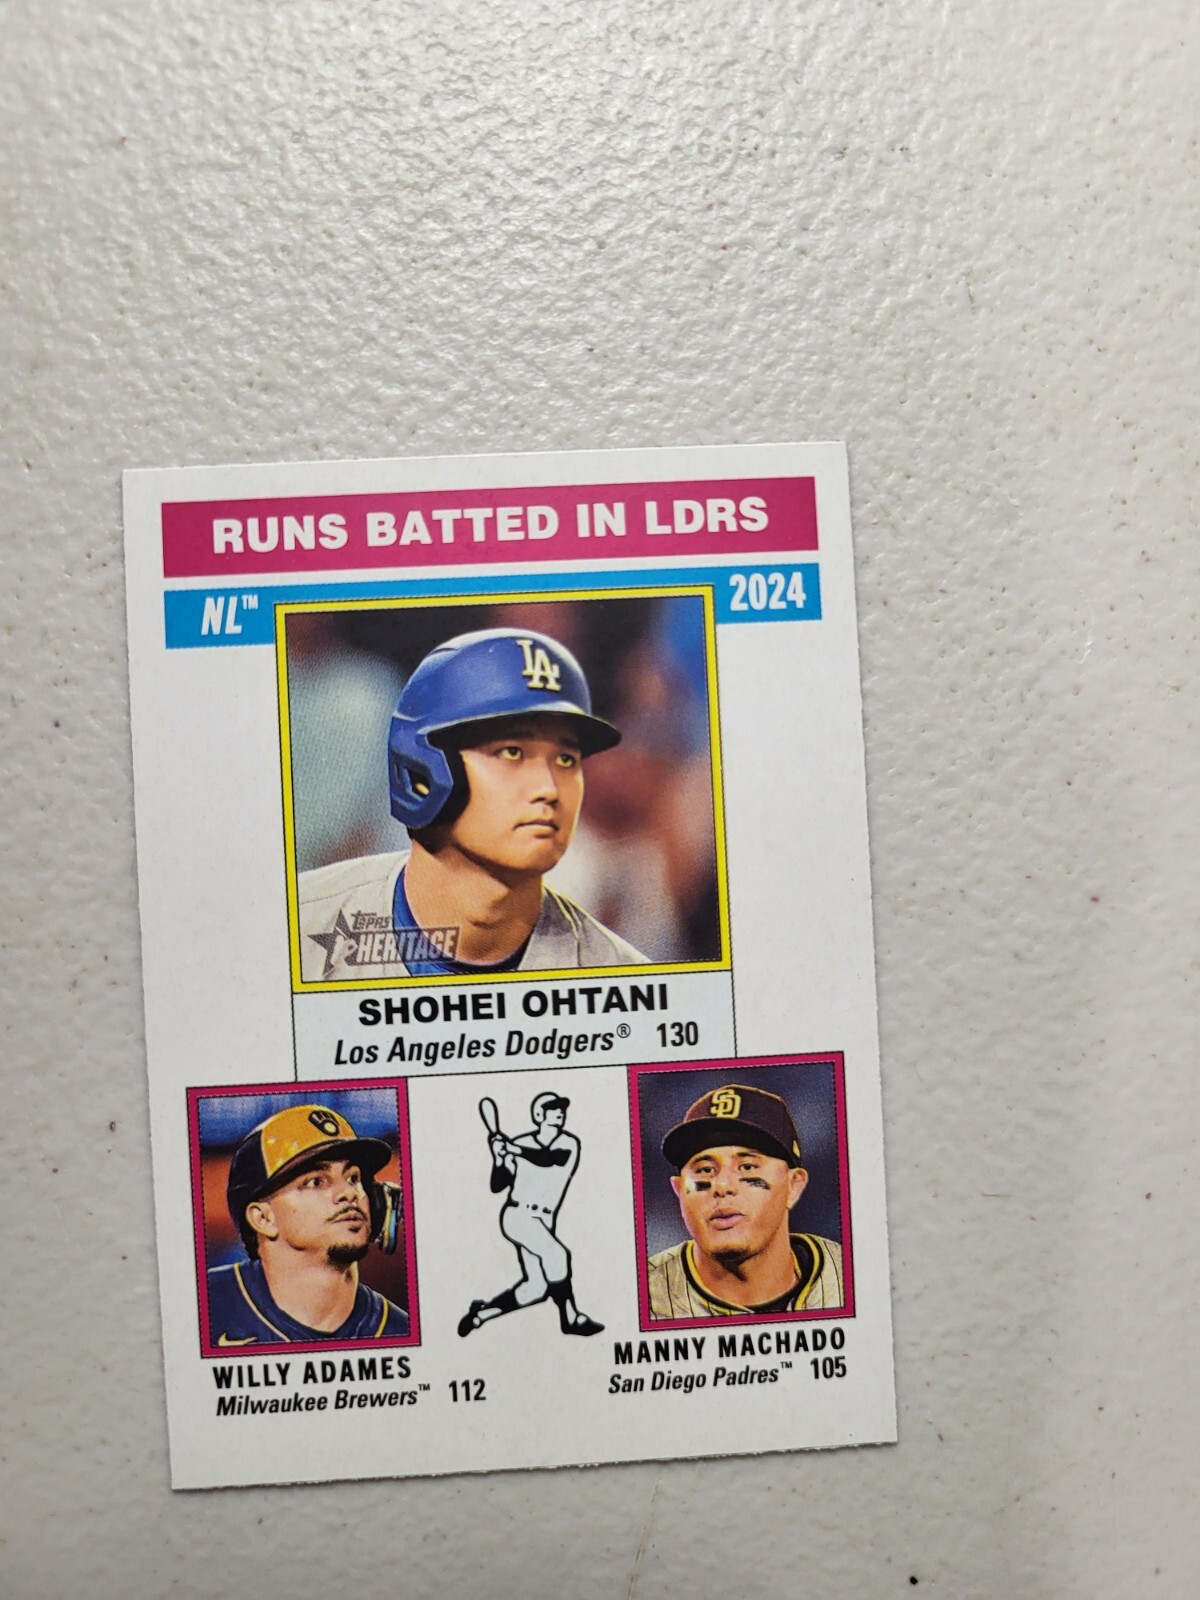 RUNS BATTED IN LDRS
NL™
2024
LA
TOPPS
HERITAGE
SHOHEI OHTANI
Los Angeles Dodgers® 130
SD
WILLY ADAMES
Milwaukee Brewers™ 112
MANNY MACHADO
San Diego Padres™ 105